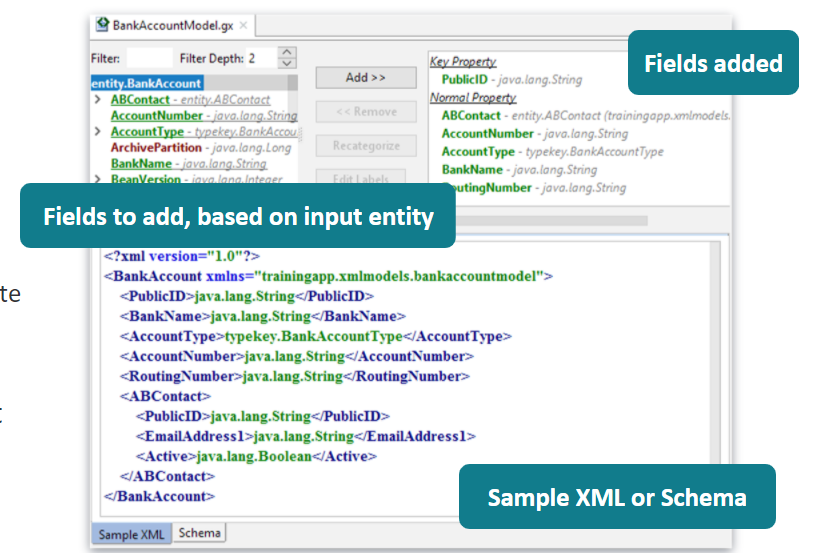 BankAccountModel.gx
Filter: Filter Depth: 2
entity.BankAccount
ABContact - entity.ABContact
AccountNumber - java.lang.String
AccountType - typekey.BankAccou
ArchivePartition - java.lang.Long
BankName - java.lang.String
BeanVersion - java.lang.Integer
Add >>
<< Remove
Recategorize
Edit Labels
Key Property
PublicID - java.lang.String
Normal Property
ABContact - entity.ABContact (trainingapp.xmlmodels.
AccountNumber - java.lang.String
AccountType - typekey.BankAccountType
BankName - java.lang.String
outingNumber - java.lang.String
Fields added
Fields to add, based on input entity
te
<?xml version="1.0"?>
<BankAccount xmlns="trainingapp.xmlmodels.bankaccountmodel">
<PublicID>java.lang.String</PublicID>
<BankName>java.lang.String</BankName>
<AccountType>typekey.BankAccountType</AccountType>
<AccountNumber>java.lang.String</AccountNumber>
<RoutingNumber>java.lang.String</RoutingNumber>
<ABContact>
<PublicID>java.lang.String</PublicID>
<EmailAddress1>java.lang.String</EmailAddress1>
<Active>java.lang.Boolean</Active>
</ABContact>
</BankAccount>
Sample XML or Schema
Sample XML Schema